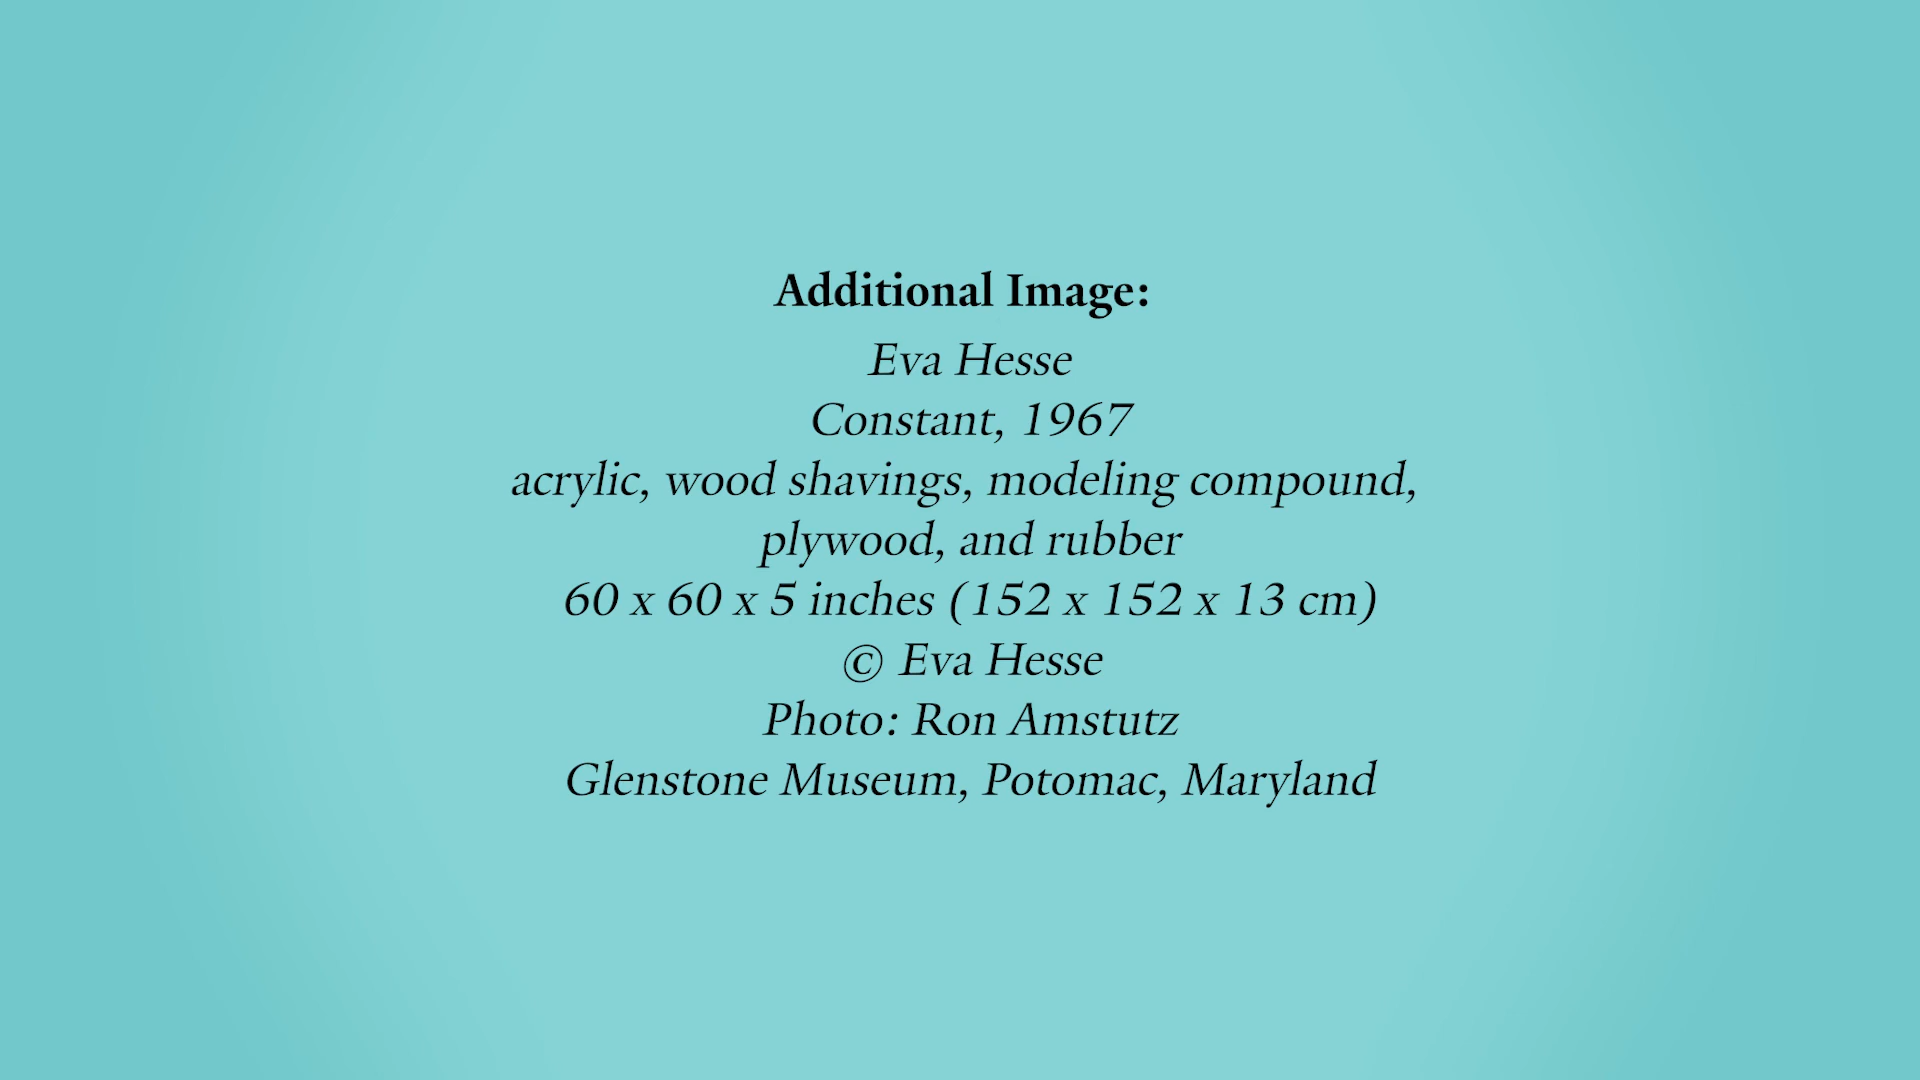 Additional Image:
Eva Hesse
Constant, 1967
acrylic, wood shavings, modeling compound,
plywood, and rubber
60 x 60 x 5 inches (152 x 152 x 13 cm)
© Eva Hesse
Photo: Ron Amstutz
Glenstone Museum, Potomac, Maryland